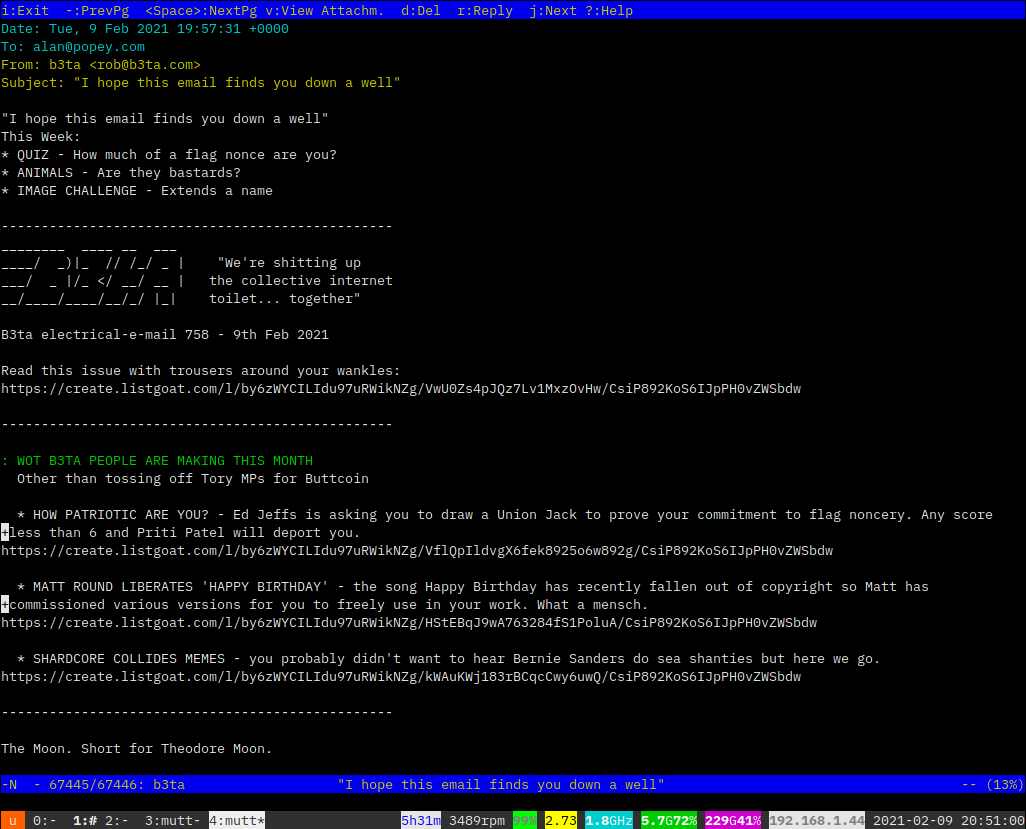 i:Exit  -:PrevPg  <Space>:NextPg v:View Attachm.  d:Del  r:Reply  j:Next ?:Help
Date: Tue, 9 Feb 2021 19:57:31 +0000
To: alan@popey.com
From: b3ta <rob@b3ta.com>
Subject: "I hope this email finds you down a well"

"I hope this email finds you down a well"
This Week:
* QUIZ - How much of a flag nonce are you?
* ANIMALS - Are they bastards?
* IMAGE CHALLENGE - Extends a name

-------------------------------------------------
________  ____ __  ___
____/  _)|_  // /_/ _ |    "We're shitting up
___/  _ |/_ </ __/ __ |   the collective internet
__/____/____/__/_/ |_|    toilet... together"

B3ta electrical-e-mail 758 - 9th Feb 2021

Read this issue with trousers around your wankles:
https://create.listgoat.com/l/by6zWYCILIdu97uRWikNZg/VwU0Zs4pJQz7Lv1MxzOvHw/CsiP892KoS6IJpPH0vZWSbdw

-------------------------------------------------

: WOT B3TA PEOPLE ARE MAKING THIS MONTH
  Other than tossing off Tory MPs for Buttcoin

  * HOW PATRIOTIC ARE YOU? - Ed Jeffs is asking you to draw a Union Jack to prove your commitment to flag noncery. Any score
+less than 6 and Priti Patel will deport you.
https://create.listgoat.com/l/by6zWYCILIdu97uRWikNZg/VflQpIldvgX6fek8925o6w892g/CsiP892KoS6IJpPH0vZWSbdw

  * MATT ROUND LIBERATES 'HAPPY BIRTHDAY' - the song Happy Birthday has recently fallen out of copyright so Matt has
+commissioned various versions for you to freely use in your work. What a mensch.
https://create.listgoat.com/l/by6zWYCILIdu97uRWikNZg/HStEBqJ9wA763284fS1PoluA/CsiP892KoS6IJpPH0vZWSbdw

  * SHARDCORE COLLIDES MEMES - you probably didn't want to hear Bernie Sanders do sea shanties but here we go.
https://create.listgoat.com/l/by6zWYCILIdu97uRWikNZg/kWAuKWj183rBCqcCwy6uwQ/CsiP892KoS6IJpPH0vZWSbdw

-------------------------------------------------

The Moon. Short for Theodore Moon.

-N  - 67445/67446: b3ta                   "I hope this email finds you down a well"                                     -- (13%)
u  0:-  1:# 2:-  3:mutt- 4:mutt*  5h31m 3489rpm 99% 2.73 1.8GHz 5.7G72% 229G41% 192.168.1.44 2021-02-09 20:51:00